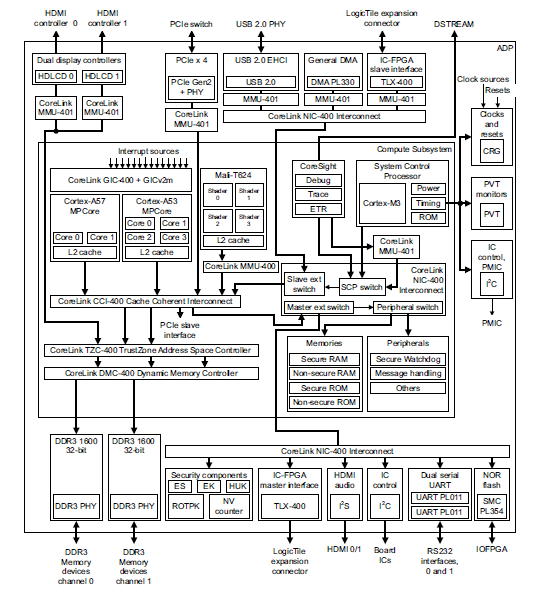 HDMI
controller 0
HDMI
controller 1
PCIe switch
USB 2.0 PHY
LogicTile expansion
connector
DSTREAM
ADP
Dual display controllers
HDLCD 0
HDLCD 1
CoreLink
MMU-401
CoreLink
MMU-401
PCIe x 4
PCIe Gen2
+ PHY
CoreLink
MMU-401
USB 2.0 EHCI
USB 2.0
MMU-401
General DMA
DMA PL330
MMU-401
IC-FPGA
slave interface
TLX-400
MMU-401
CoreLink NIC-400 Interconnect
Clock sources
Resets
Clocks
and
resets
CRG
PVT
monitors
PVT
IC
control,
PMIC
I²C
PMIC
Compute Subsystem
Interrupt sources
CoreLink GIC-400 + GICv2m
Cortex-A57
MPCore
Core 0
Core 1
L2 cache
Cortex-A53
MPCore
Core 0
Core 1
Core 2
Core 3
L2 cache
Mali-T624
Shader
0
Shader
1
Shader
2
Shader
3
L2 cache
CoreLink MMU-400
CoreSight
Debug
Trace
ETR
System Control
Processor
Cortex-M3
Power
Timing
ROM
CoreLink
MMU-401
CoreLink
NIC-400
Interconnect
Slave ext
switch
SCP switch
Master ext switch
Peripheral switch
CoreLink CCI-400 Cache Coherent Interconnect
PCIe slave
interface
CoreLink TZC-400 TrustZone Address Space Controller
CoreLink DMC-400 Dynamic Memory Controller
Memories
Secure RAM
Non-secure RAM
Secure ROM
Non-secure ROM
Peripherals
Secure Watchdog
Message handling
Others
DDR3 1600
32-bit
DDR3 PHY
DDR3 1600
32-bit
DDR3 PHY
CoreLink NIC-400 Interconnect
Security components
ES
EK
HUK
ROTPK
NV
counter
IC-FPGA
master interface
TLX-400
HDMI
audio
I²S
IC
control
I²C
Dual serial
UART
UART PL011
UART PL011
NOR
flash
SMC
PL354
DDR3
Memory
devices
channel 0
DDR3
Memory
devices
channel 1
LogicTile
expansion
connector
HDMI 0/1
Board
ICs
RS232
interfaces,
0 and 1
IOFPGA